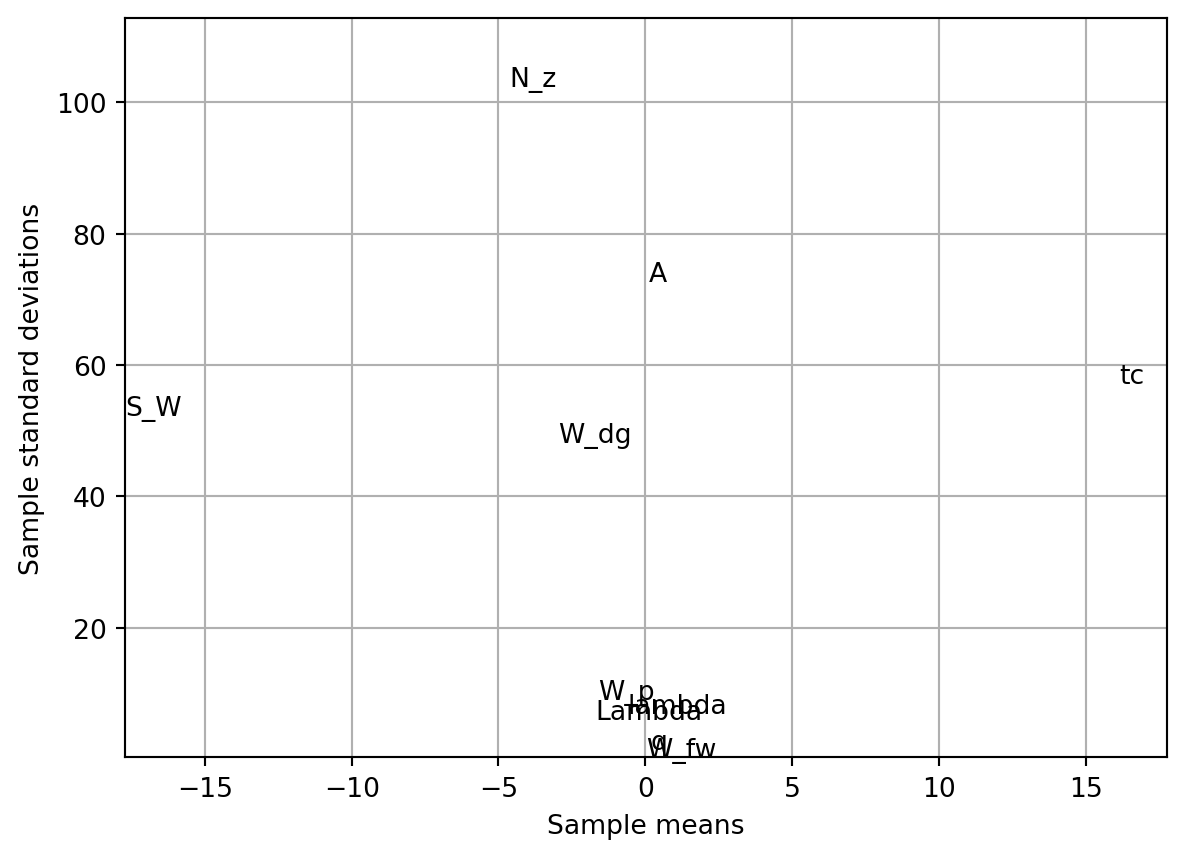 N_z
A
tc
S_W
W_dg
W_p
lambda
Lambda
q
W_fw
100
80
60
40
20
−15
−10
−5
0
5
10
15
Sample means
Sample standard deviations